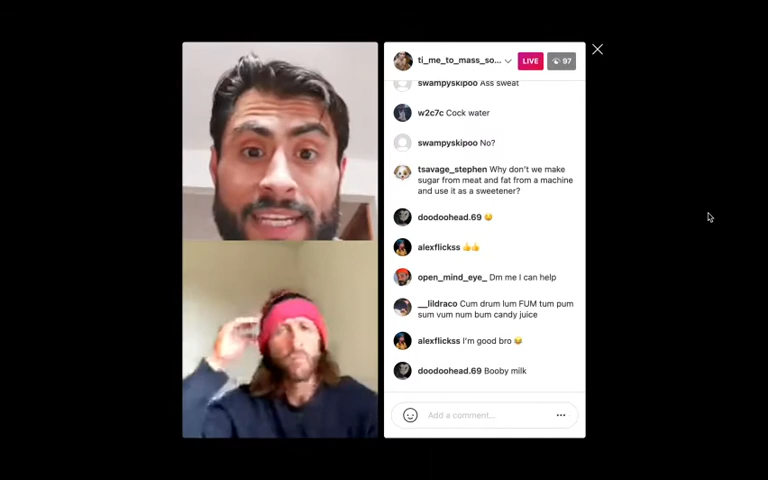 ti_me_to_mass_so...
LIVE
97
swampyskipoo Ass sweat
w2c7c Cock water
swampyskipoo No?
tsavage_stephen Why don't we make
sugar from meat and fat from a machine
and use it as a sweetener?
doodoohead.69 😏
alexflickss 👍👍
open_mind_eye_ Dm me I can help
__lildraco Cum drum lum FUM tum pum
sum vum num bum candy juice
alexflickss I'm good bro 😂
doodoohead.69 Booby milk
Add a comment...